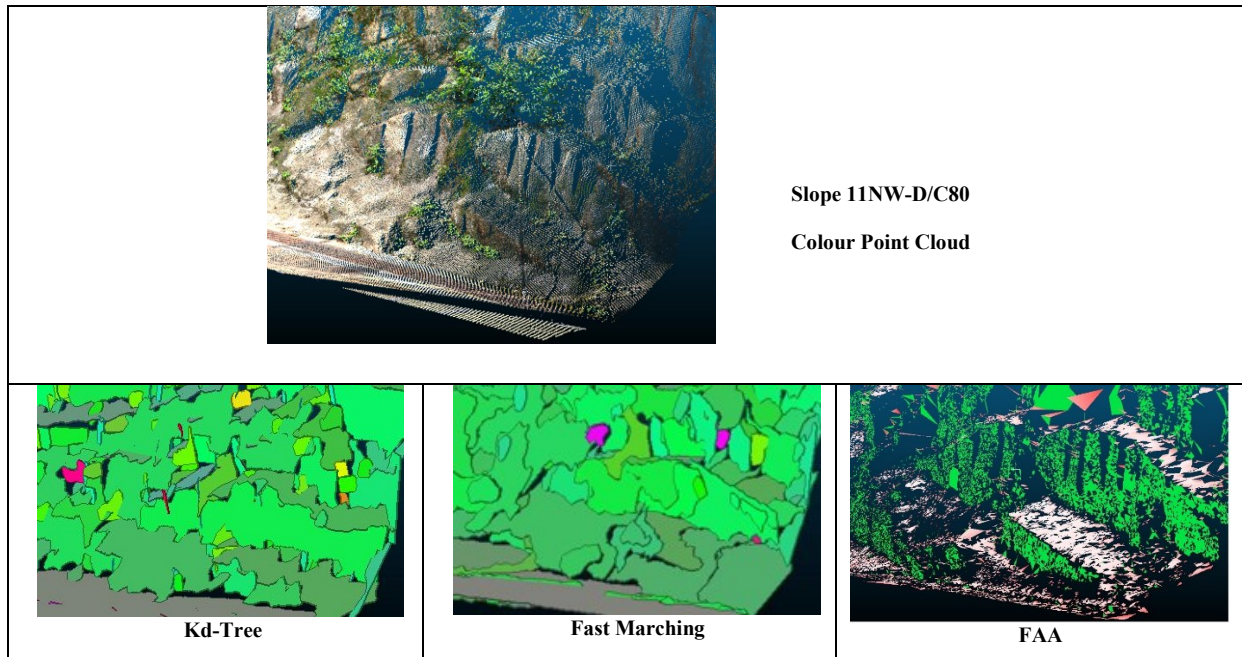 Slope 11NW-D/C80
Colour Point Cloud
Kd-Tree
Fast Marching
FAA